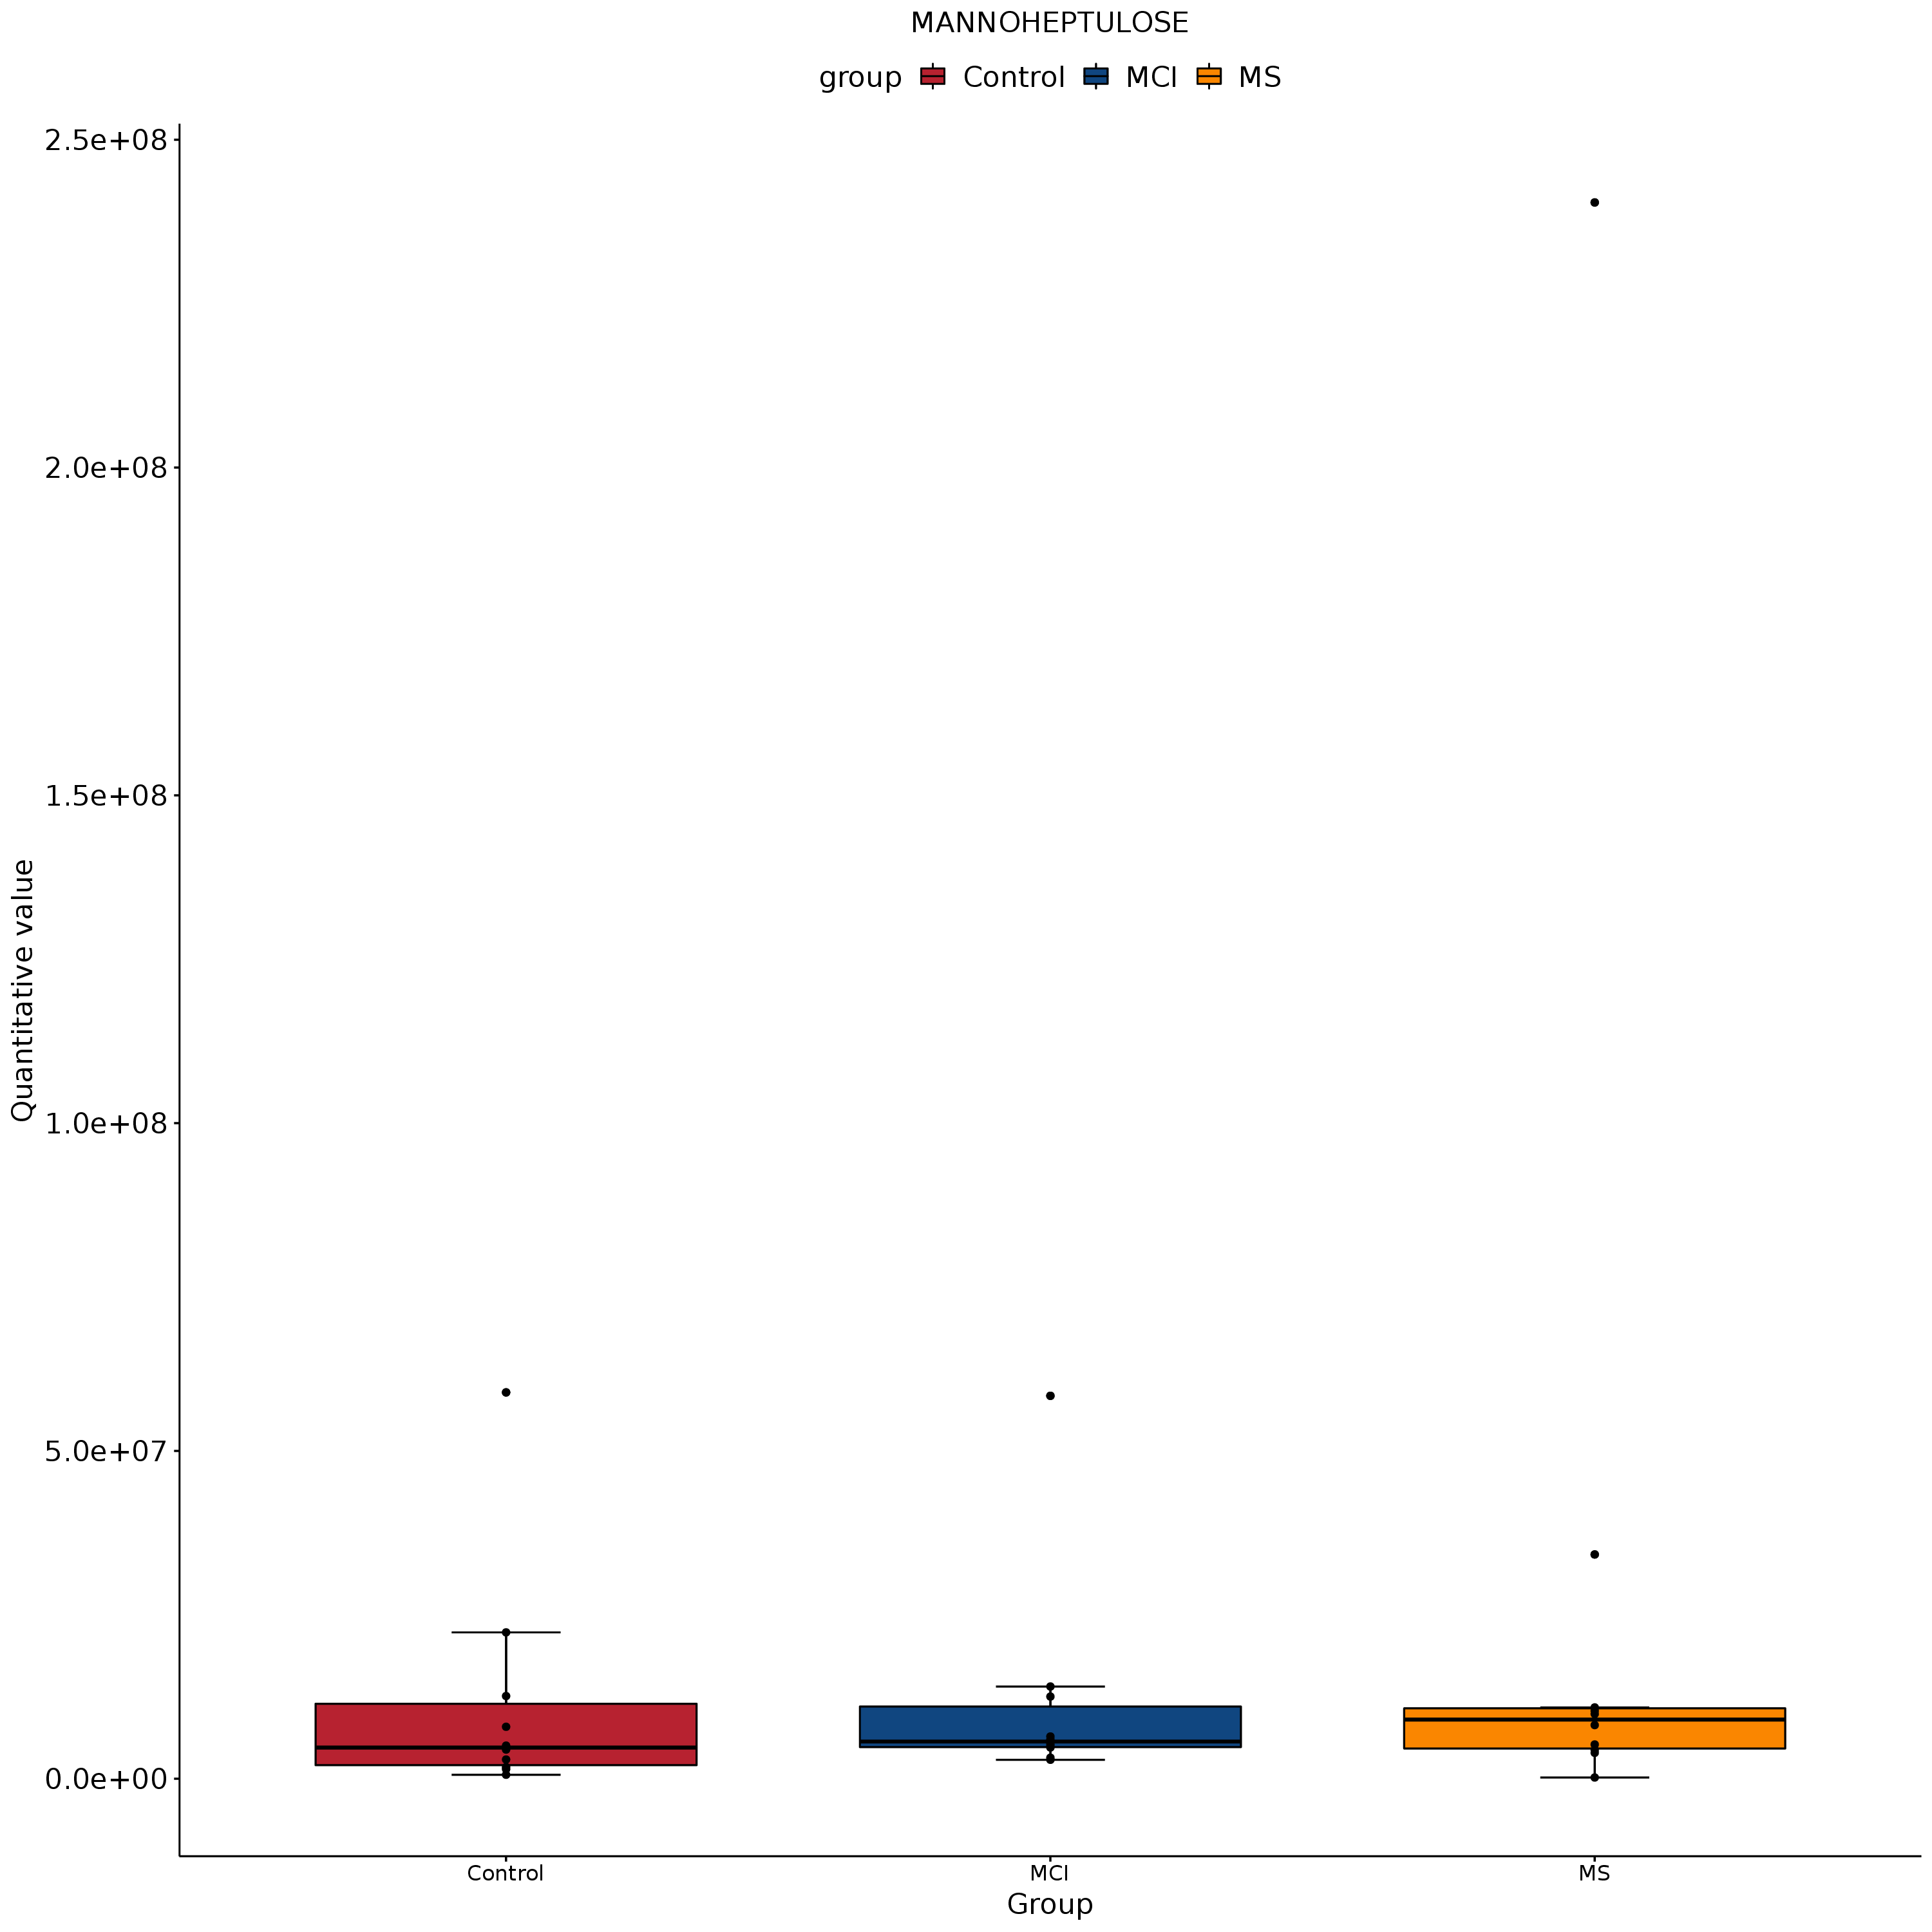 MANNOHEPTULOSE
group Control MCI MS
2.5e+08
2.0e+08
1.5e+08
1.0e+08
5.0e+07
0.0e+00
Quantitative value
Control MCI MS
Group